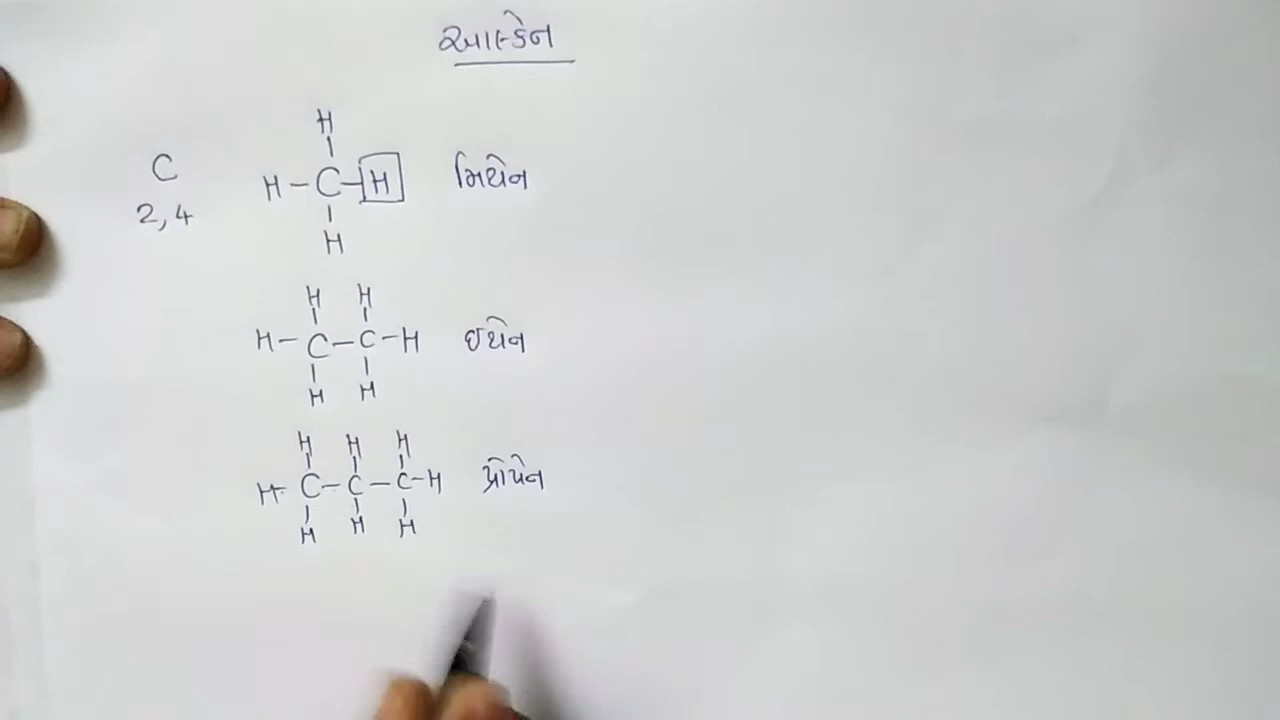 આલ્કેન
H
C H-C-H મિથેન
2,4
H
H H
H-C-C-H ઇથેન
H H
H H H
H-C-C-C-H પ્રોપેન
H H H